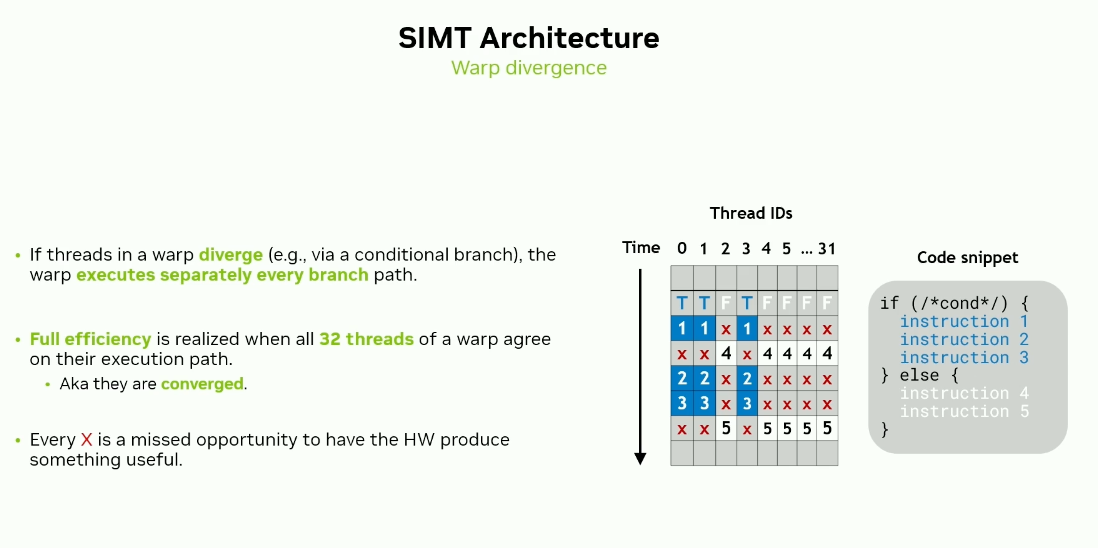 SIMT Architecture
Warp divergence
• If threads in a warp diverge (e.g., via a conditional branch), the
warp executes separately every branch path.
• Full efficiency is realized when all 32 threads of a warp agree
on their execution path.
• Aka they are converged.
• Every X is a missed opportunity to have the HW produce
something useful.
Thread IDs
Time 0 1 2 3 4 5 ... 31
T T F T F F F F
1 1 x 1 x x x x
x x 4 x 4 4 4 4
2 2 x 2 x x x x
3 3 x 3 x x x x
x x 5 x 5 5 5 5
Code snippet
if (/*cond*/) {
instruction 1
instruction 2
instruction 3
} else {
instruction 4
instruction 5
}